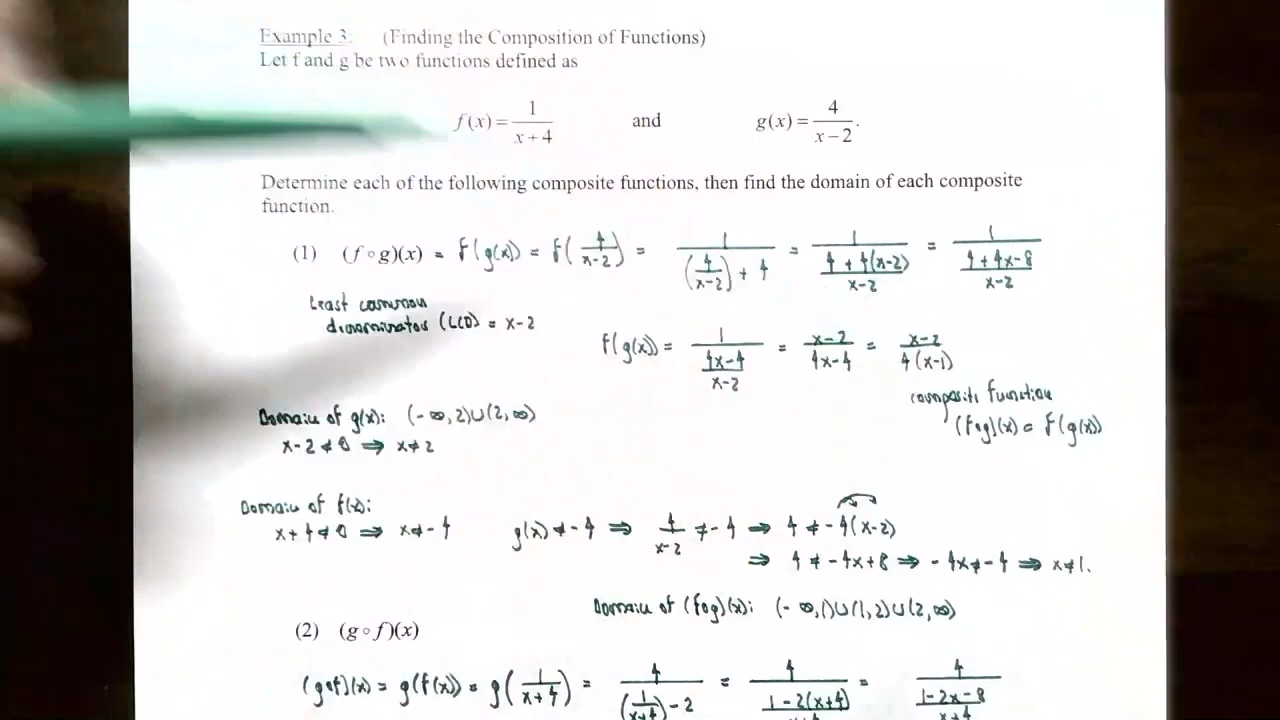 Example 3. (Finding the Composition of Functions)
Let f and g be two functions defined as
f(x) = 1/(x+4) and g(x) = 4/(x−2).
Determine each of the following composite functions, then find the domain of each composite
function.
(1) (f∘g)(x) = f(g(x)) = f(4/(x-2)) = 1/((4/(x-2)) + 4) = 1/((4+4(x-2))/(x-2)) = 1/((4+4x-8)/(x-2))
Least common
denominator (LCD) = x-2
f(g(x)) = 1/((4x-4)/(x-2)) = (x-2)/(4x-4) = (x-2)/(4(x-1))
composite function
(f∘g)(x) = f(g(x))
Domain of g(x): (-∞,2)∪(2,∞)
x-2≠0 ⇒ x≠2
Domain of f(x):
x+4≠0 ⇒ x≠-4 g(x)≠-4 ⇒ 4/(x-2) ≠ -4 ⇒ 4 ≠ -4(x-2)
⇒ 4 ≠ -4x+8 ⇒ -4x≠-4 ⇒ x≠1.
Domain of (f∘g)(x): (-∞,1)∪(1,2)∪(2,∞)
(2) (g∘f)(x)
(g∘f)(x) = g(f(x)) = g(1/(x+4)) = 4/((1/(x+4))-2) = 4/((1-2(x+4))/(x+4)) = 4/((1-2x-8)/(x+4))